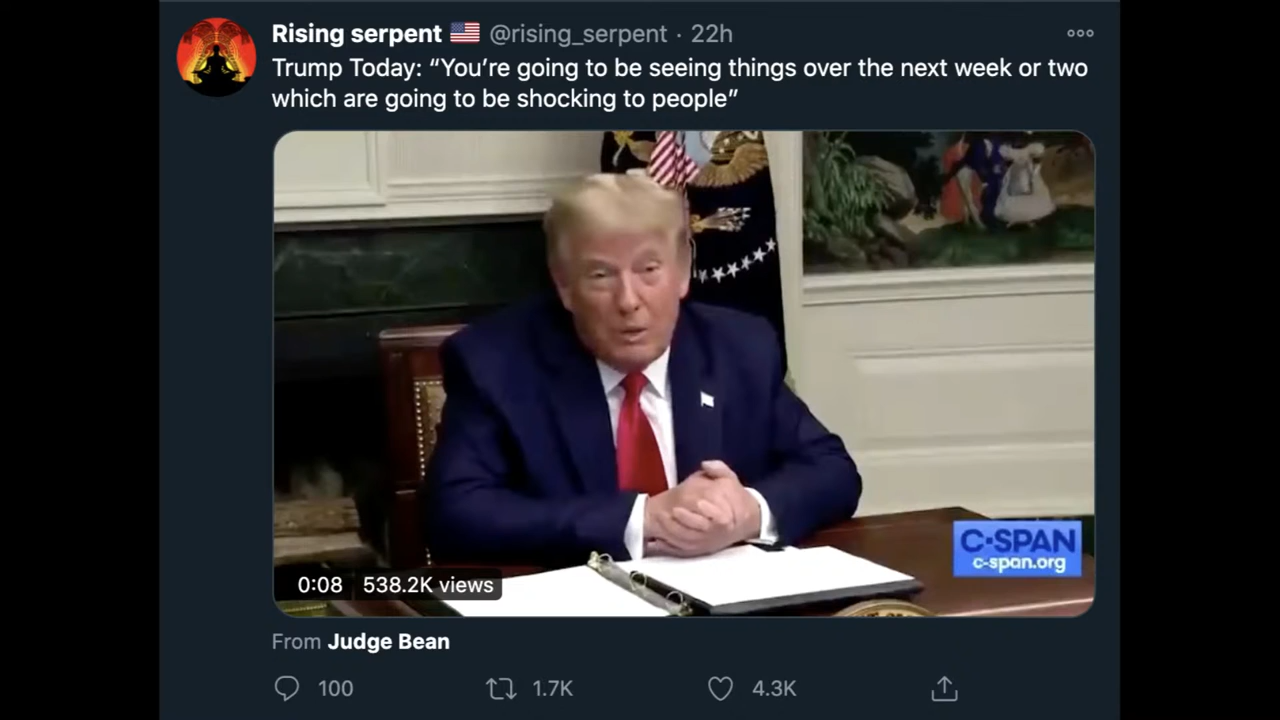 Rising serpent 🇺🇸 @rising_serpent · 22h
Trump Today: “You’re going to be seeing things over the next week or two
which are going to be shocking to people”
C-SPAN
c-span.org
0:08 538.2K views
From Judge Bean
100 1.7K 4.3K